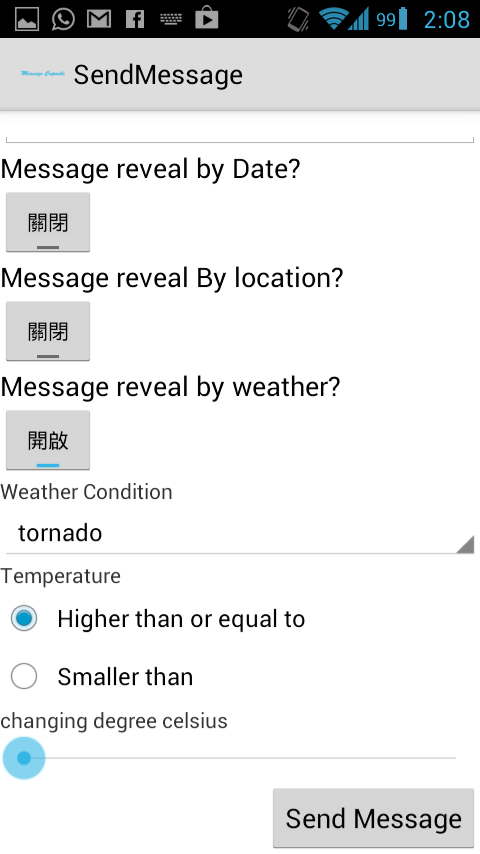 99 2:08
Message Capsule SendMessage
Message reveal by Date?
關閉
Message reveal By location?
關閉
Message reveal by weather?
開啟
Weather Condition
tornado
Temperature
Higher than or equal to
Smaller than
changing degree celsius
Send Message